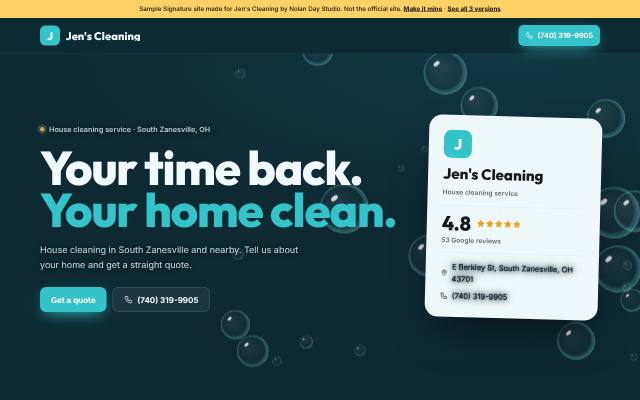 Sample Signature site made for Jen's Cleaning by Nolan Day Studio. Not the official site. Make it mine · See all 3 versions
J Jen's Cleaning
(740) 319-9905
House cleaning service · South Zanesville, OH
Your time back.
Your home clean.
House cleaning in South Zanesville and nearby. Tell us about
your home and get a straight quote.
Get a quote
(740) 319-9905
J
Jen's Cleaning
House cleaning service
4.8 ★★★★★
53 Google reviews
E Berkley St, South Zanesville, OH
43701
(740) 319-9905